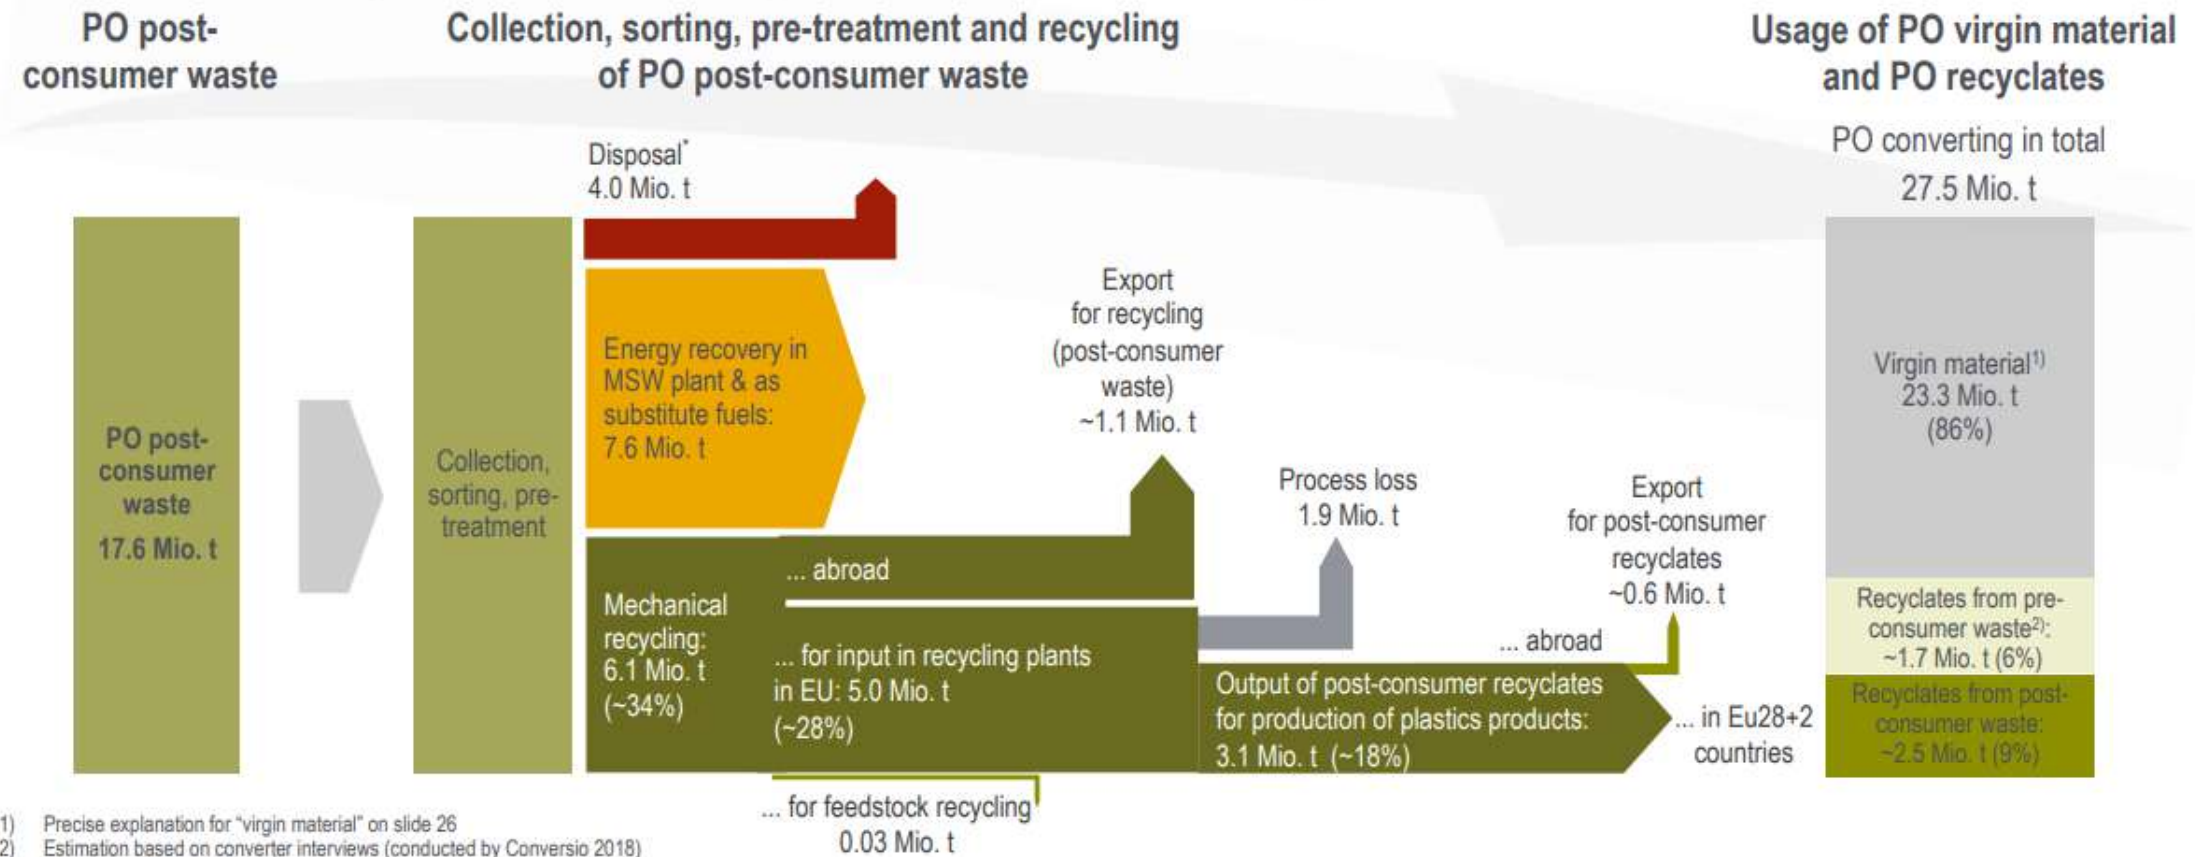 PO post-
consumer waste
Collection, sorting, pre-treatment and recycling
of PO post-consumer waste
Usage of PO virgin material
and PO recyclates
PO converting in total
27.5 Mio. t
PO post-
consumer
waste
17.6 Mio. t
Collection,
sorting, pre-
treatment
Disposal*
4.0 Mio. t
Energy recovery in
MSW plant & as
substitute fuels:
7.6 Mio. t
Mechanical
recycling:
6.1 Mio. t
(~34%)
... abroad
... for input in recycling plants
in EU: 5.0 Mio. t
(~28%)
... for feedstock recycling
0.03 Mio. t
Export
for recycling
(post-consumer
waste)
~1.1 Mio. t
Process loss
1.9 Mio. t
Output of post-consumer recyclates
for production of plastics products:
3.1 Mio. t (~18%)
... abroad
Export
for post-consumer
recyclates
~0.6 Mio. t
... in Eu28+2
countries
Virgin material1)
23.3 Mio. t
(86%)
Recyclates from pre-
consumer waste2):
~1.7 Mio. t (6%)
Recyclates from post-
consumer waste:
~2.5 Mio. t (9%)
1) Precise explanation for "virgin material" on slide 26
2) Estimation based on converter interviews (conducted by Conversio 2018)